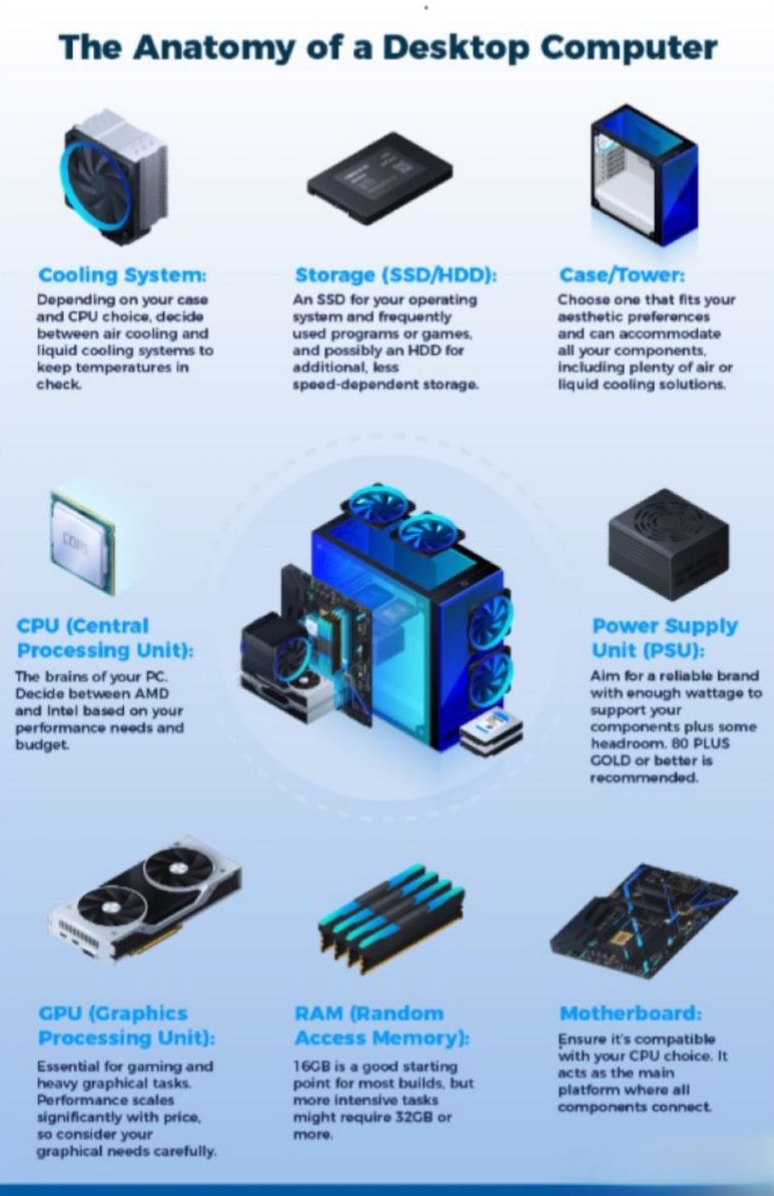 The Anatomy of a Desktop Computer
Cooling System:
Depending on your case
and CPU choice, decide
between air cooling and
liquid cooling systems to
keep temperatures in
check.
Storage (SSD/HDD):
An SSD for your operating
system and frequently
used programs or games,
and possibly an HDD for
additional, less
speed-dependent storage.
Case/Tower:
Choose one that fits your
aesthetic preferences
and can accommodate
all your components,
including plenty of air or
liquid cooling solutions.
CPU (Central
Processing Unit):
The brains of your PC.
Decide between AMD
and Intel based on your
performance needs and
budget.
Power Supply
Unit (PSU):
Aim for a reliable brand
with enough wattage to
support your
components plus some
headroom. 80 PLUS
GOLD or better is
recommended.
GPU (Graphics
Processing Unit):
Essential for gaming and
heavy graphical tasks.
Performance scales
significantly with price,
so consider your
graphical needs carefully.
RAM (Random
Access Memory):
16GB is a good starting
point for most builds, but
more intensive tasks
might require 32GB or
more.
Motherboard:
Ensure it's compatible
with your CPU choice. It
acts as the main
platform where all
components connect.